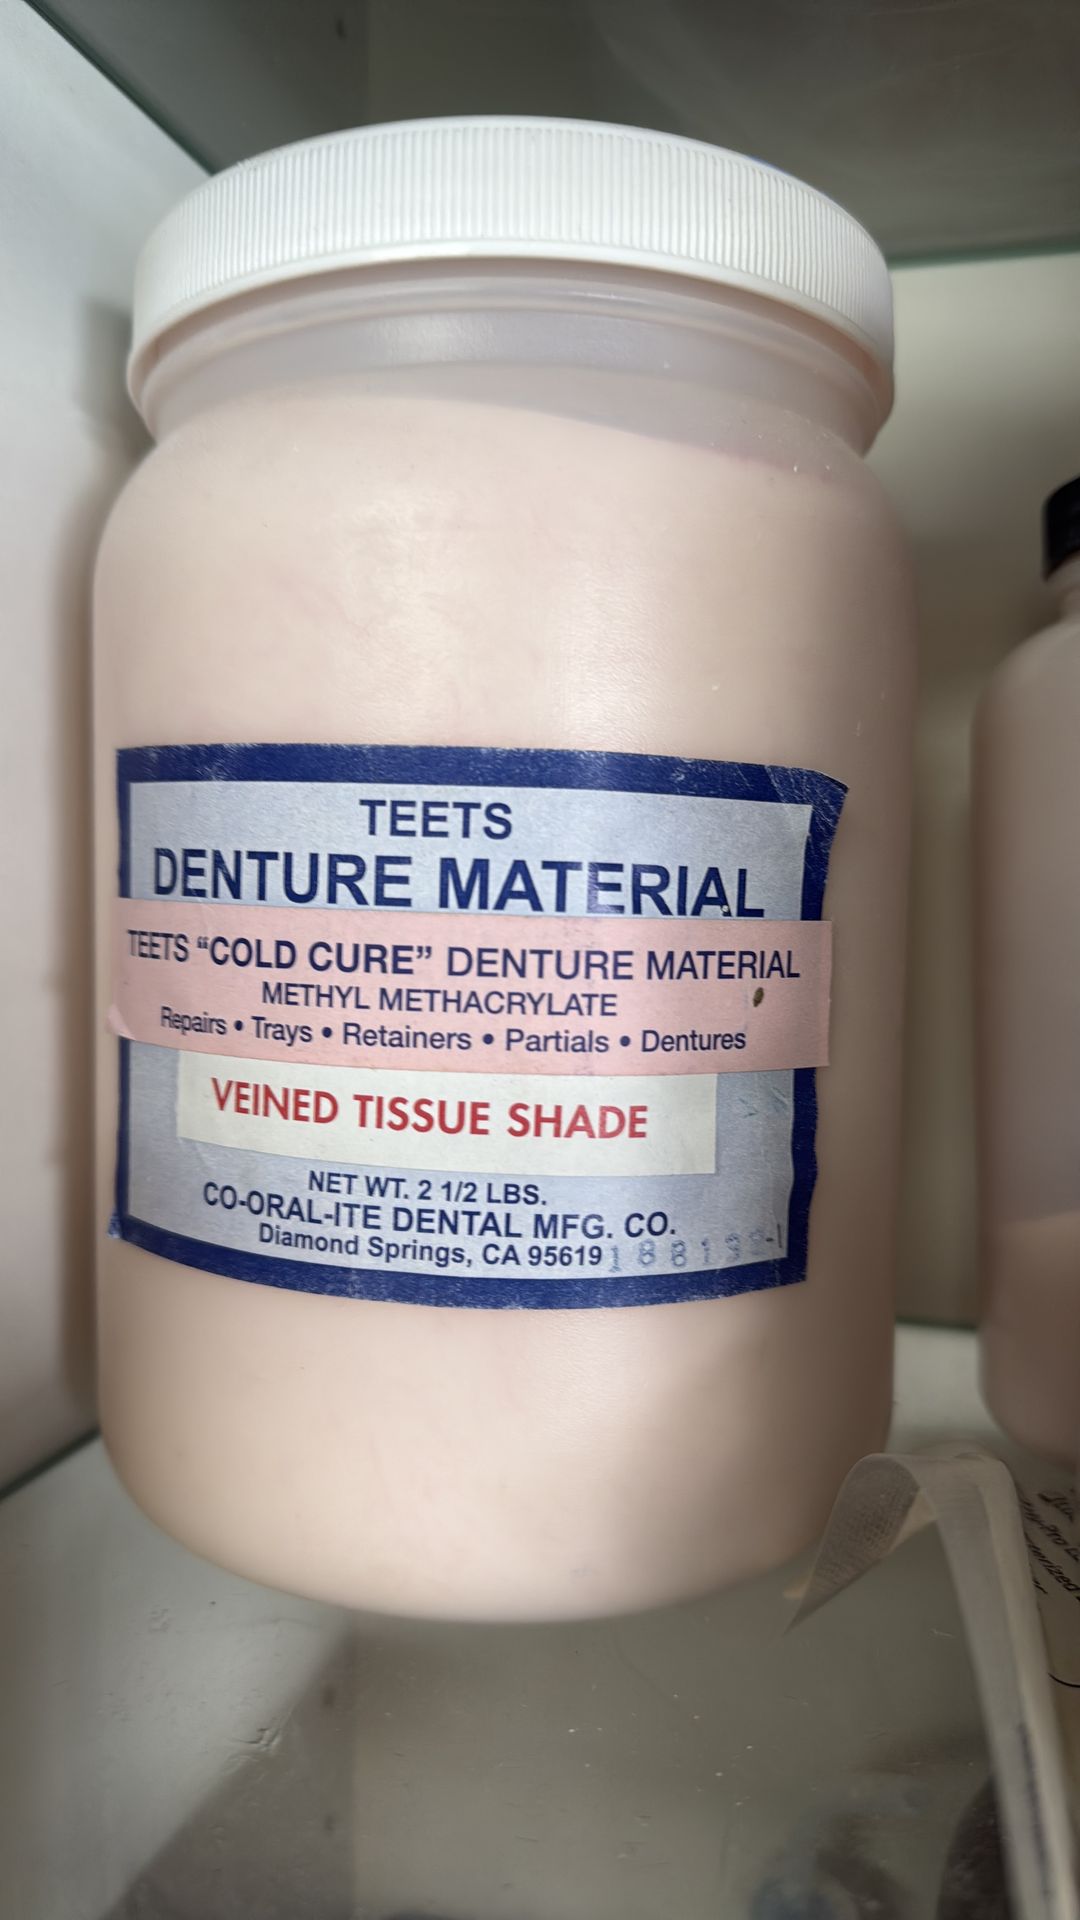 TEETS
DENTURE MATERIAL
TEETS “COLD CURE” DENTURE MATERIAL
METHYL METHACRYLATE
Repairs • Trays • Retainers • Partials • Dentures
VEINED TISSUE SHADE
NET WT. 2 1/2 LBS.
CO-ORAL-ITE DENTAL MFG. CO.
Diamond Springs, CA 95619